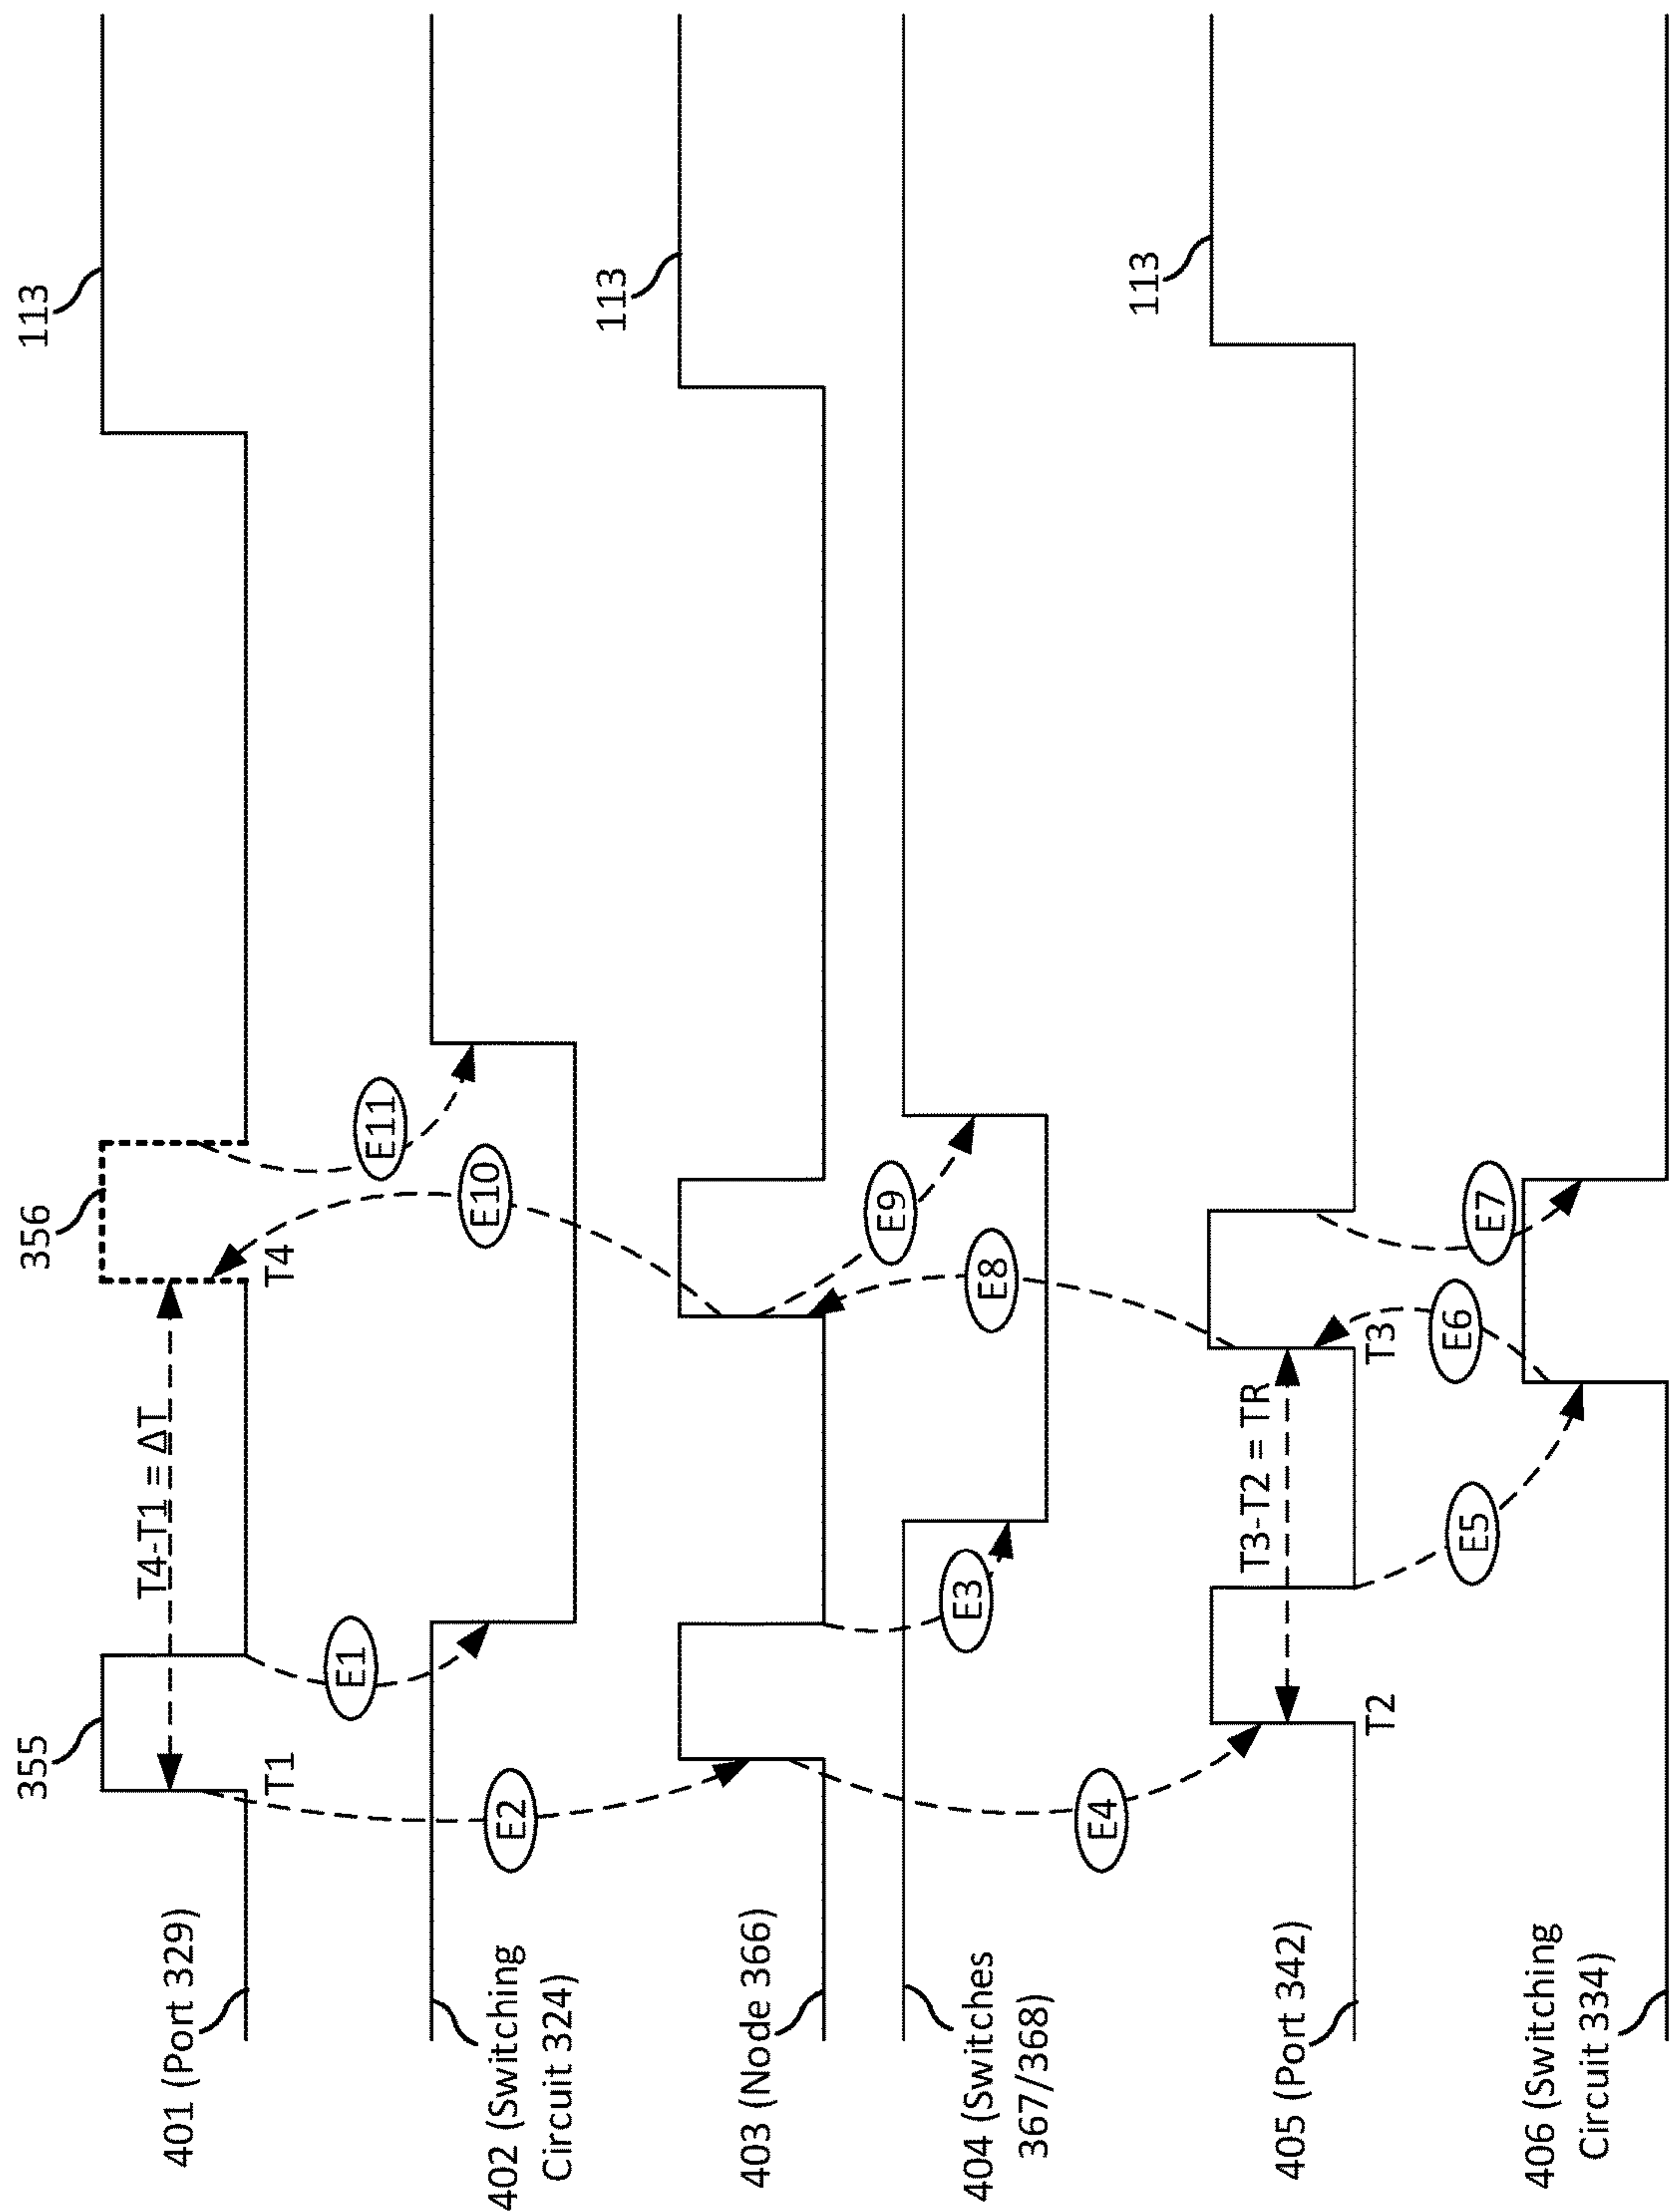 401 (Port 329)
355
T1
T4-T1 = ΔT
356
T4
113
402 (Switching
Circuit 324)
E1
E2
E10
E11
403 (Node 366)
113
404 (Switches
367/368)
E3
E8
E9
E4
405 (Port 342)
T2
T3-T2 = TR
T3
113
406 (Switching
Circuit 334)
E5
E6
E7